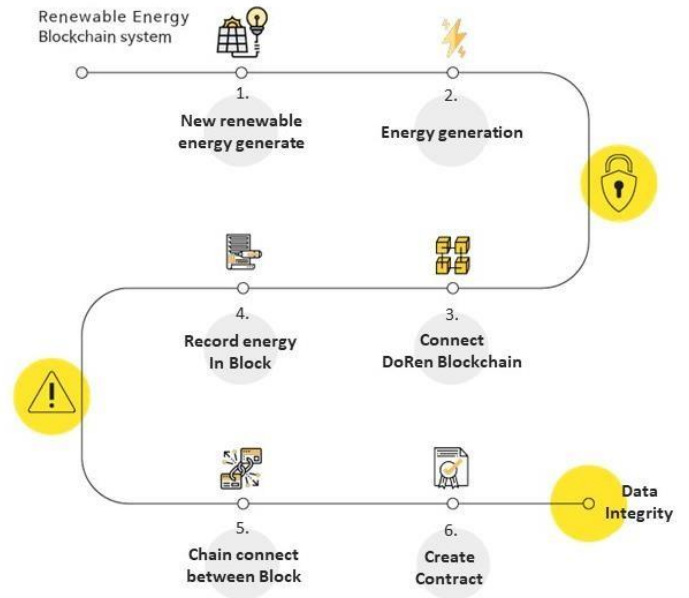 Renewable Energy
Blockchain system
1.
New renewable
energy generate
2.
Energy generation
3.
Connect
DoRen Blockchain
4.
Record energy
In Block
5.
Chain connect
between Block
6.
Create
Contract
Data
Integrity